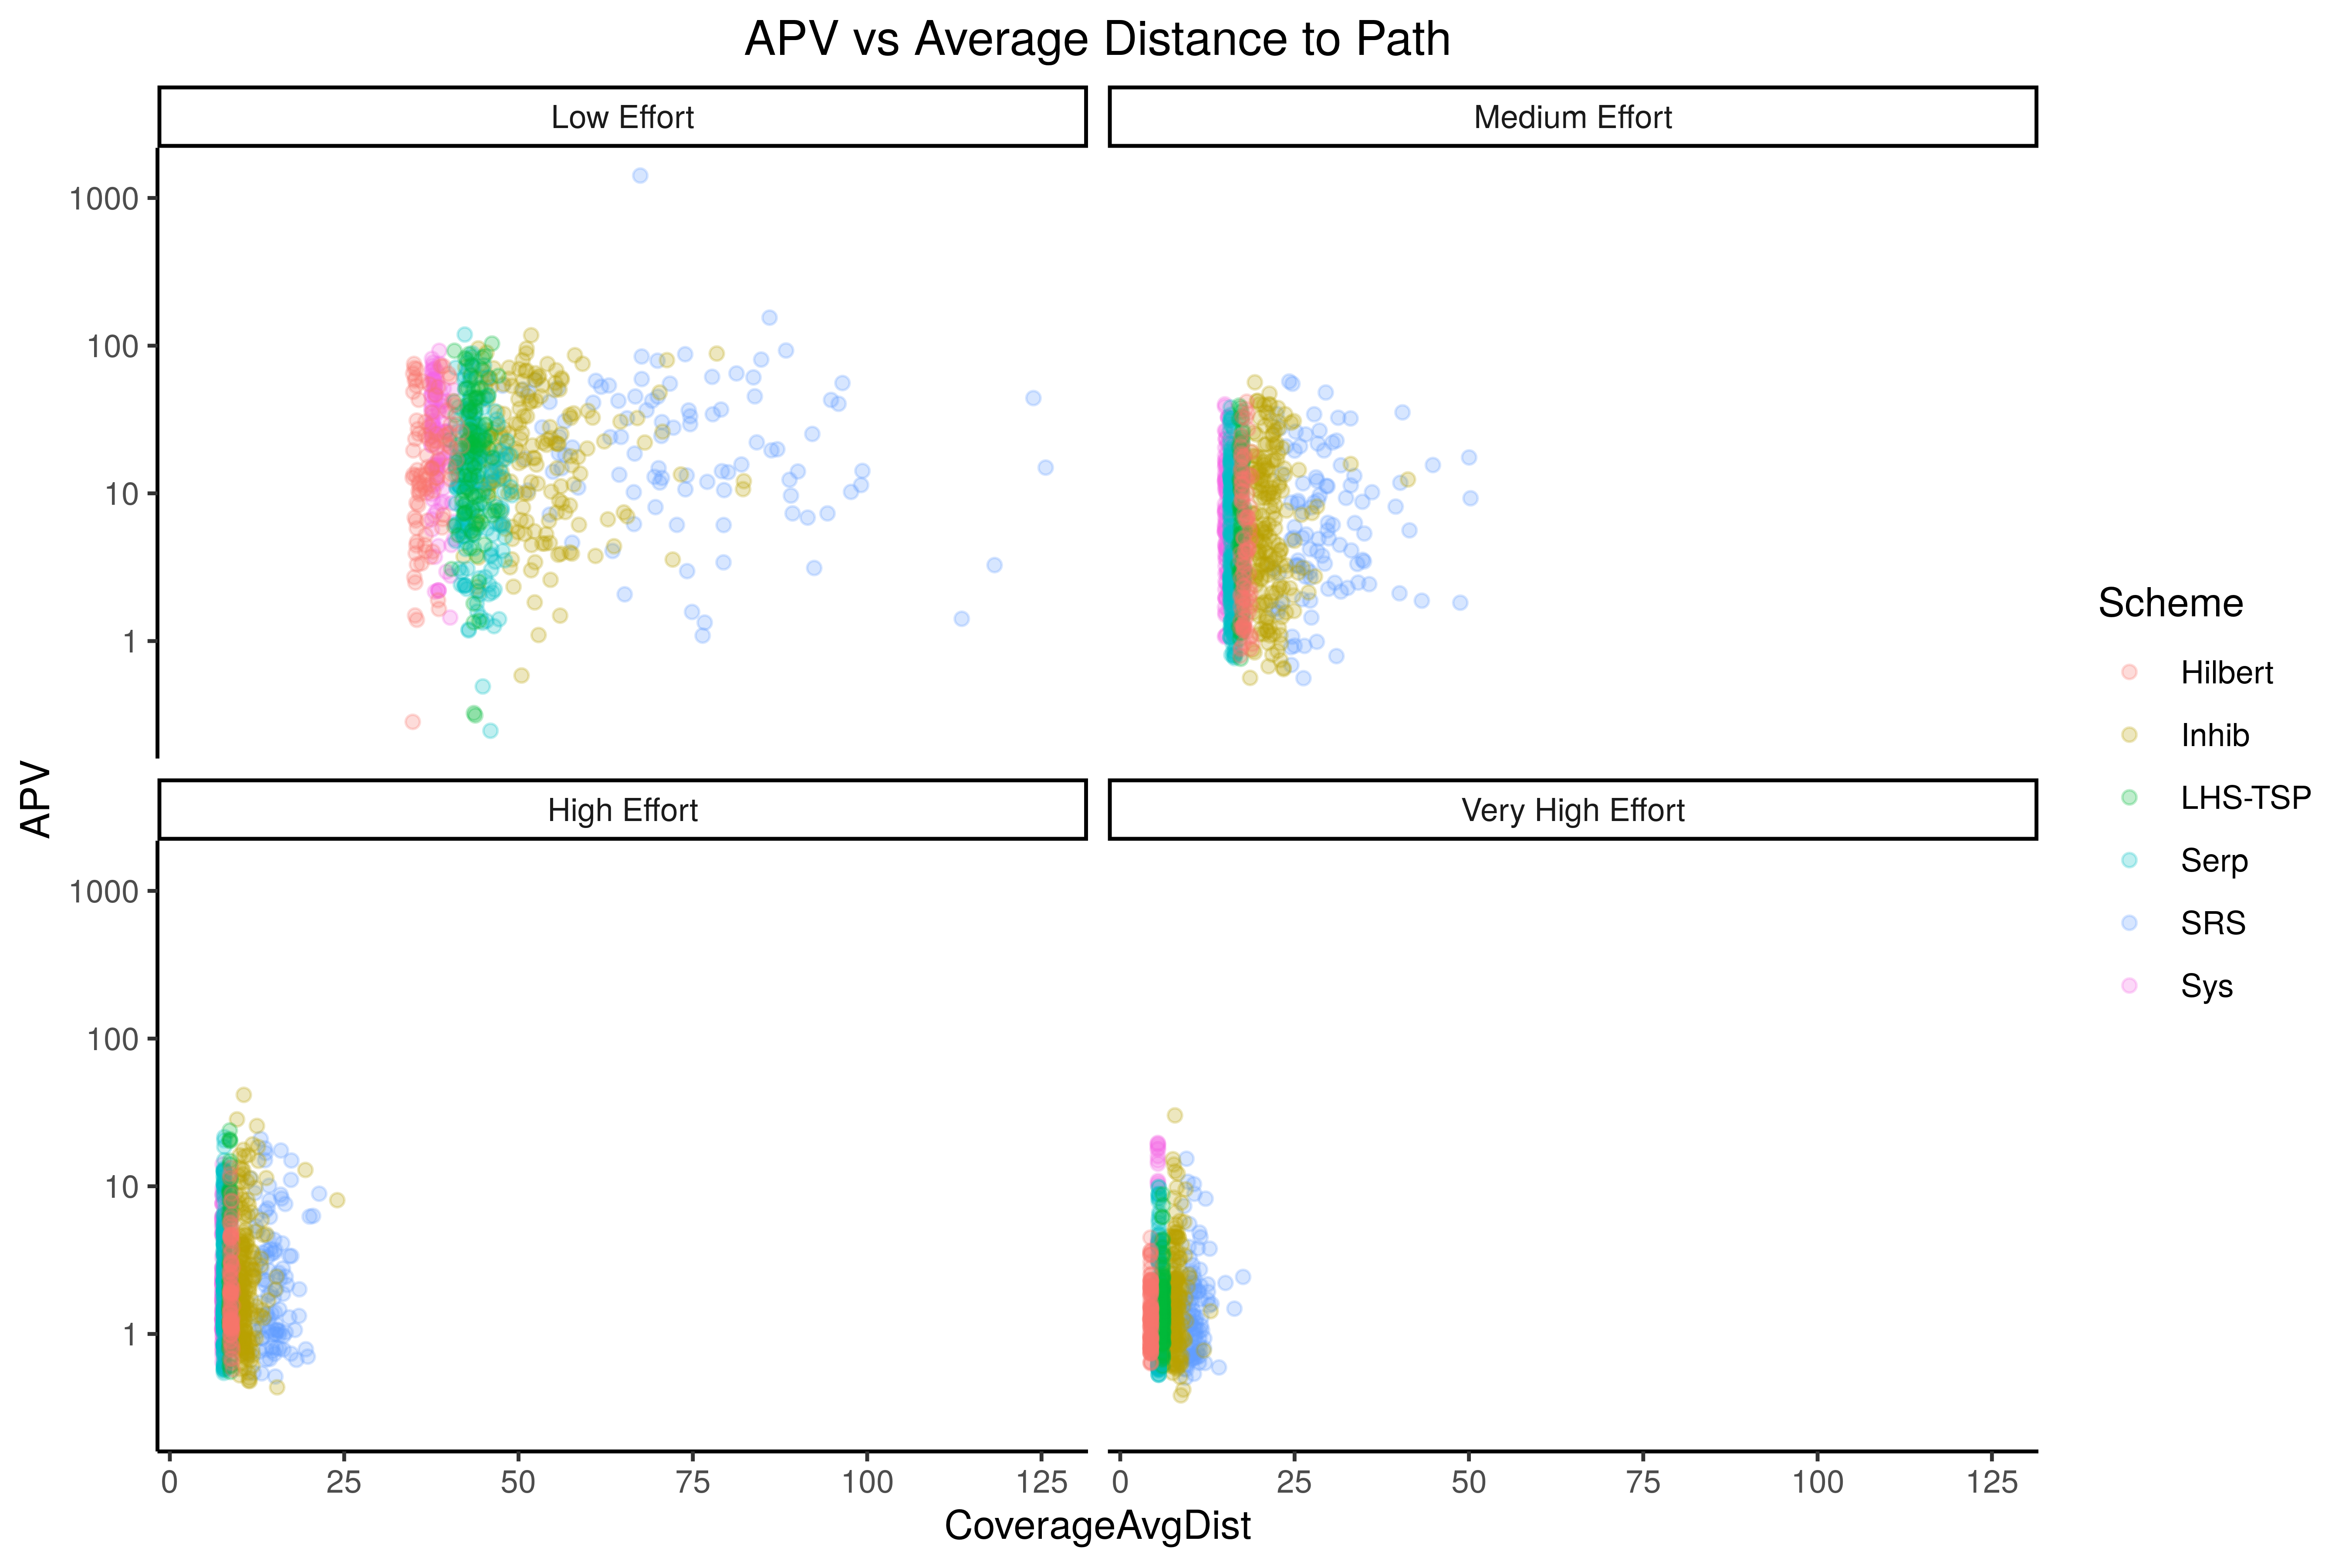 APV vs Average Distance to Path
Low Effort
Medium Effort
1000
100
10
1
High Effort
Very High Effort
1000
100
10
1
0 25 50 75 100 125
0 25 50 75 100 125
CoverageAvgDist
APV
Scheme
Hilbert
Inhib
LHS-TSP
Serp
SRS
Sys